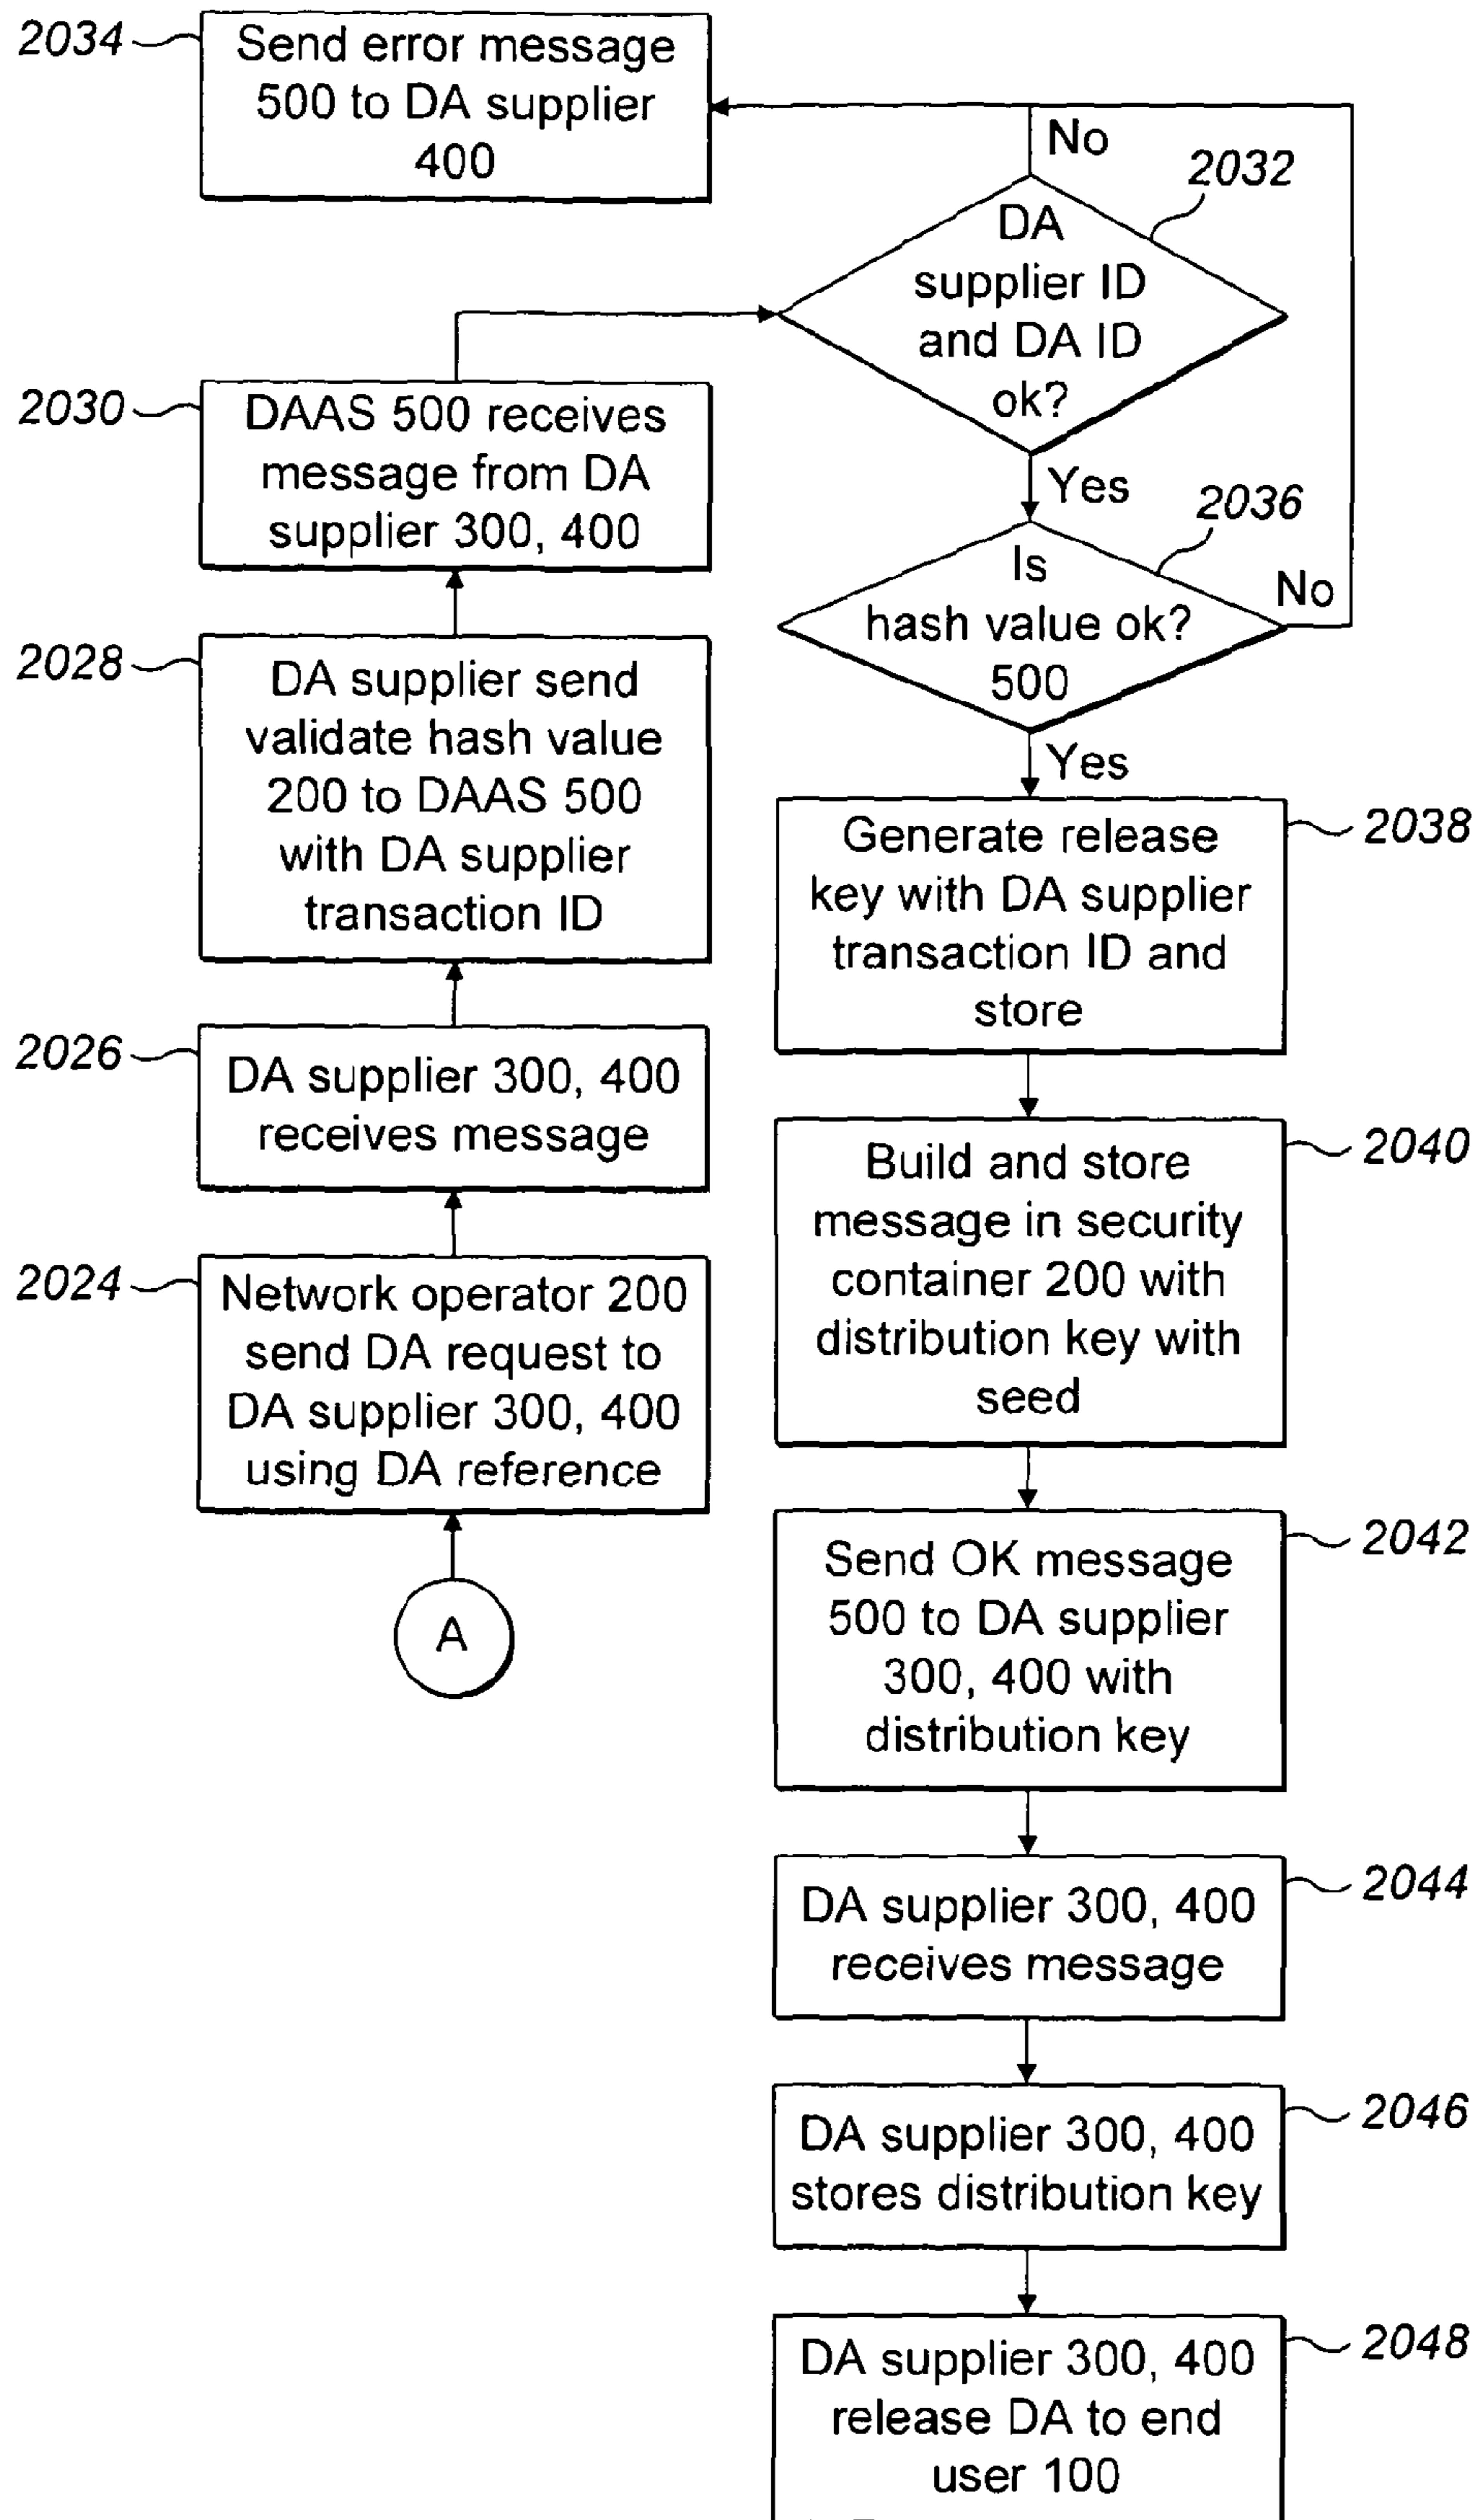 2034
Send error message
500 to DA supplier
400
No
2032
DA
supplier ID
and DA ID
ok?
2030
DAAS 500 receives
message from DA
supplier 300, 400
Yes
2036
Is
hash value ok?
500
No
2028
DA supplier send
validate hash value
200 to DAAS 500
with DA supplier
transaction ID
Yes
2038
Generate release
key with DA supplier
transaction ID and
store
2026
DA supplier 300, 400
receives message
2040
Build and store
message in security
container 200 with
distribution key with
seed
2024
Network operator 200
send DA request to
DA supplier 300, 400
using DA reference
A
2042
Send OK message
500 to DA supplier
300, 400 with
distribution key
2044
DA supplier 300, 400
receives message
2046
DA supplier 300, 400
stores distribution key
2048
DA supplier 300, 400
release DA to end
user 100